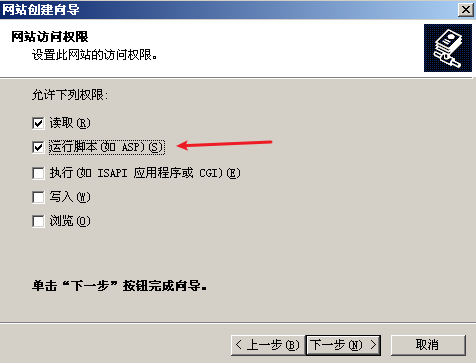 网站创建向导
网站访问权限
设置此网站的访问权限。
允许下列权限:
读取(R)
运行脚本(如 ASP)(S)
执行(如 ISAPI 应用程序或 CGI)(E)
写入(W)
浏览(O)
单击“下一步”按钮完成向导。
< 上一步(B) 下一步(N) > 取消